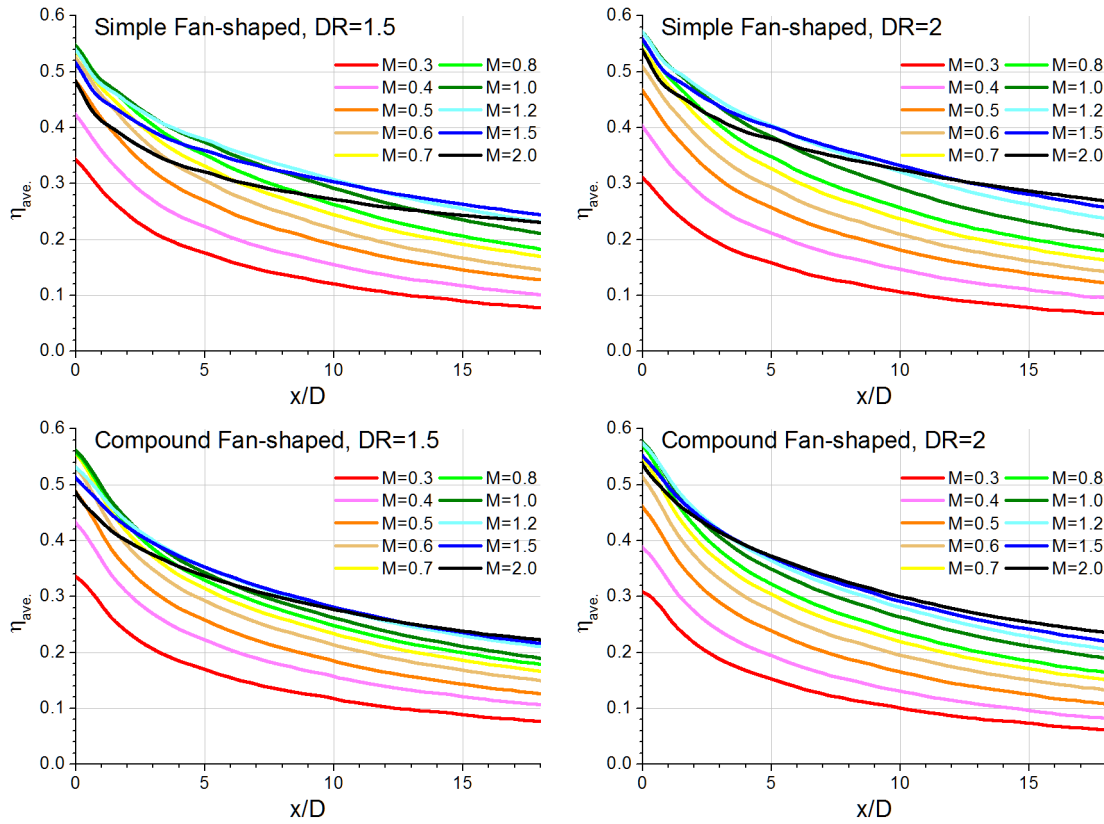 Simple Fan-shaped, DR=1.5
M=0.3 M=0.8
M=0.4 M=1.0
M=0.5 M=1.2
M=0.6 M=1.5
M=0.7 M=2.0
ηave.
0.6
0.5
0.4
0.3
0.2
0.1
0.0
0 5 10 15
x/D
Simple Fan-shaped, DR=2
M=0.3 M=0.8
M=0.4 M=1.0
M=0.5 M=1.2
M=0.6 M=1.5
M=0.7 M=2.0
ηave.
0.6
0.5
0.4
0.3
0.2
0.1
0.0
0 5 10 15
x/D
Compound Fan-shaped, DR=1.5
M=0.3 M=0.8
M=0.4 M=1.0
M=0.5 M=1.2
M=0.6 M=1.5
M=0.7 M=2.0
ηave.
0.6
0.5
0.4
0.3
0.2
0.1
0.0
0 5 10 15
x/D
Compound Fan-shaped, DR=2
M=0.3 M=0.8
M=0.4 M=1.0
M=0.5 M=1.2
M=0.6 M=1.5
M=0.7 M=2.0
ηave.
0.6
0.5
0.4
0.3
0.2
0.1
0.0
0 5 10 15
x/D